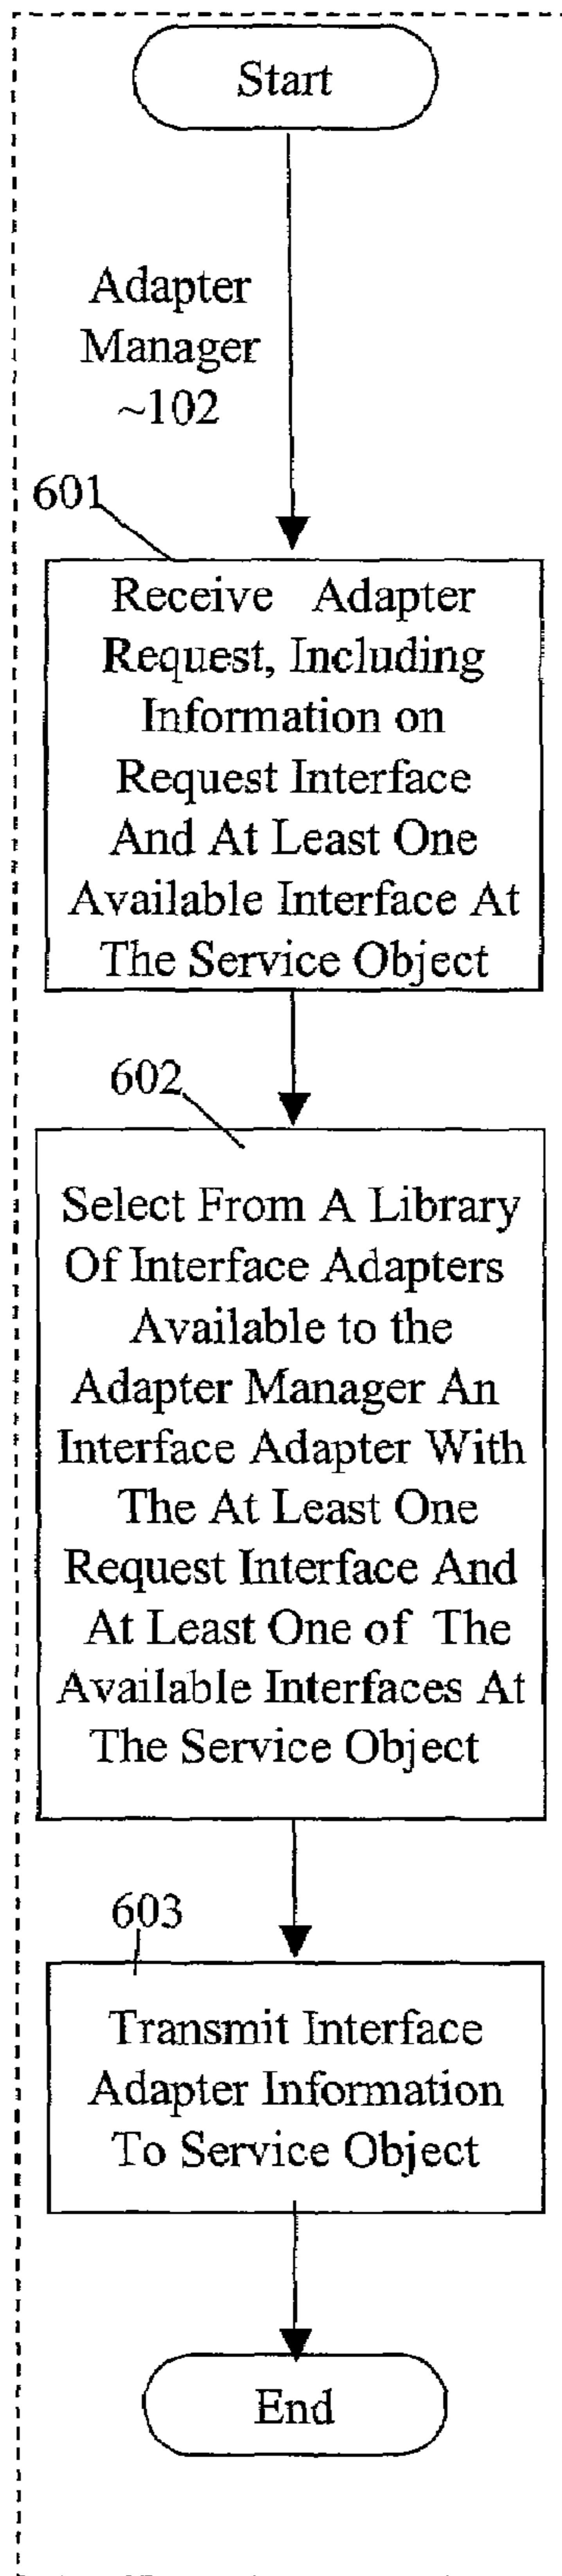 Start
Adapter
Manager
~102
601
Receive Adapter
Request, Including
Information on
Request Interface
And At Least One
Available Interface At
The Service Object
602
Select From A Library
Of Interface Adapters
Available to the
Adapter Manager An
Interface Adapter With
The At Least One
Request Interface And
At Least One of The
Available Interfaces At
The Service Object
603
Transmit Interface
Adapter Information
To Service Object
End